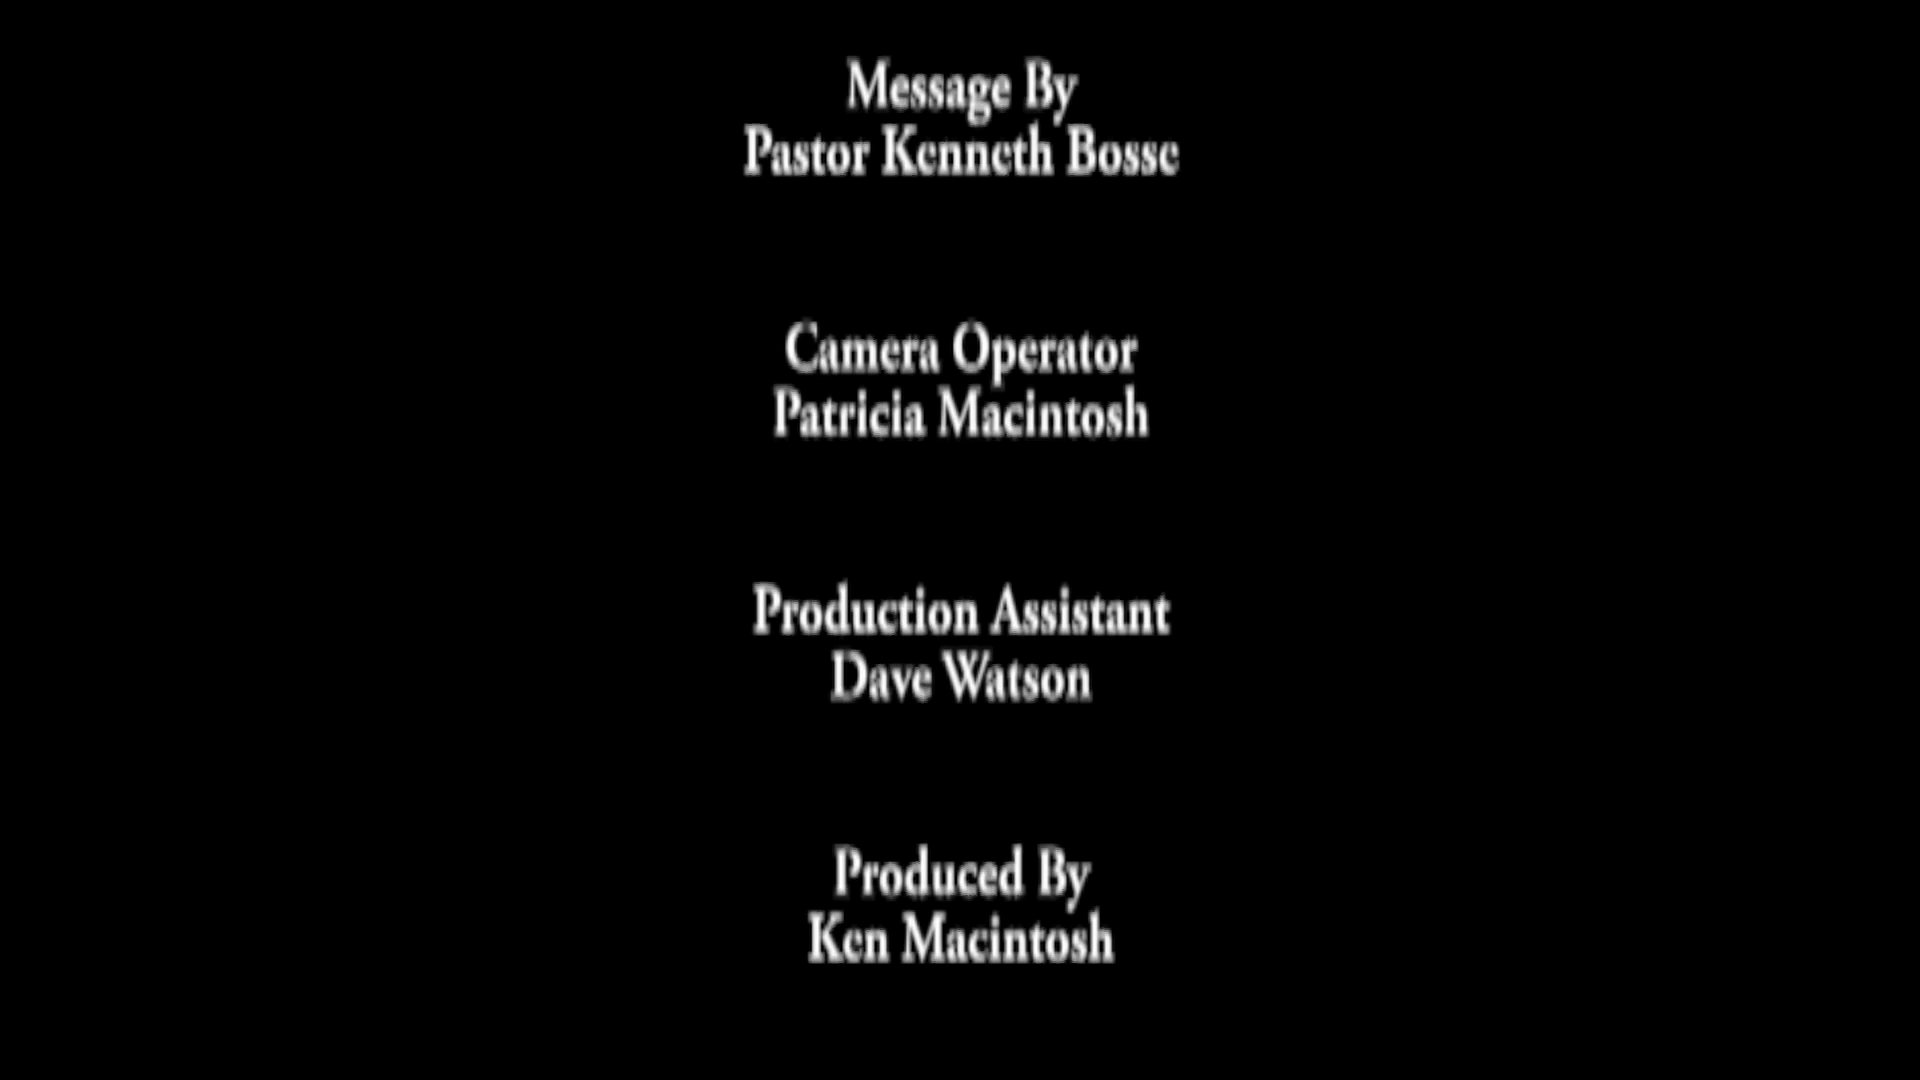 Message By
Pastor Kenneth Bosse
Camera Operator
Patricia Macintosh
Production Assistant
Dave Watson
Produced By
Ken Macintosh